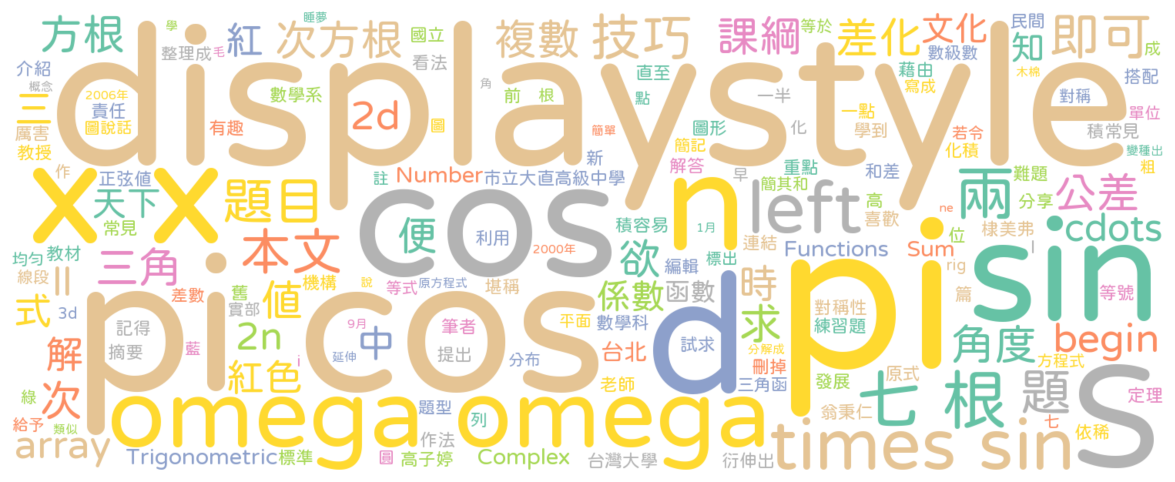 displaystyle
方根
紅
次方根
國立
學
睡夢
複數
技巧
課綱
等於
差化
文化
民間
知
即可
成
整理成
毛
看法
直至
數級數
搭配
介紹
概念
三
2006年
責任
數學系
2d
前 根
角
點
一半
藉由
寫成
木棉
對稱
單位
厲害
圖說話
有趣
圖
簡單
圖形
化
一點
學到
若令
積常見
教授
作
新
簡記
化積
變種出
x x
正弦値
題目
註
Number
市立大直高級中學
解答
重點
和差
難題
粗
天下
常見
cos
n
早
簡其和
left
高
喜歡
兩
分享
公差
ne
本文
便
利用
2000年
積容易
1月
連結
位
棣美弗
sin
cdots
均勻
教材
三角
欲
編輯
標出
Functions
Sum
l
線段
ll
値
機構
說
原方程式
等式
堪稱
係數
函數
時
rig
篇
等號
差數
舊
實部
pi cos
d
pi
對稱性
式
3d
記得
2n
9月
筆者
平面
數學科
求
練習題
角度
begin
解
摘要
藍
紅色
i
中
延伸
提出
分布
台北
試求
分解成
刪掉
方程式
綠
次
老師
三角函
發展
原式
七 根
題
S
定理
給予
類似
omega omega
題型
列
翁秉仁
七
依稀
array
Trigonometric
標準
圓
作法
高子婷
Complex
台灣大學
衍伸出
times sin